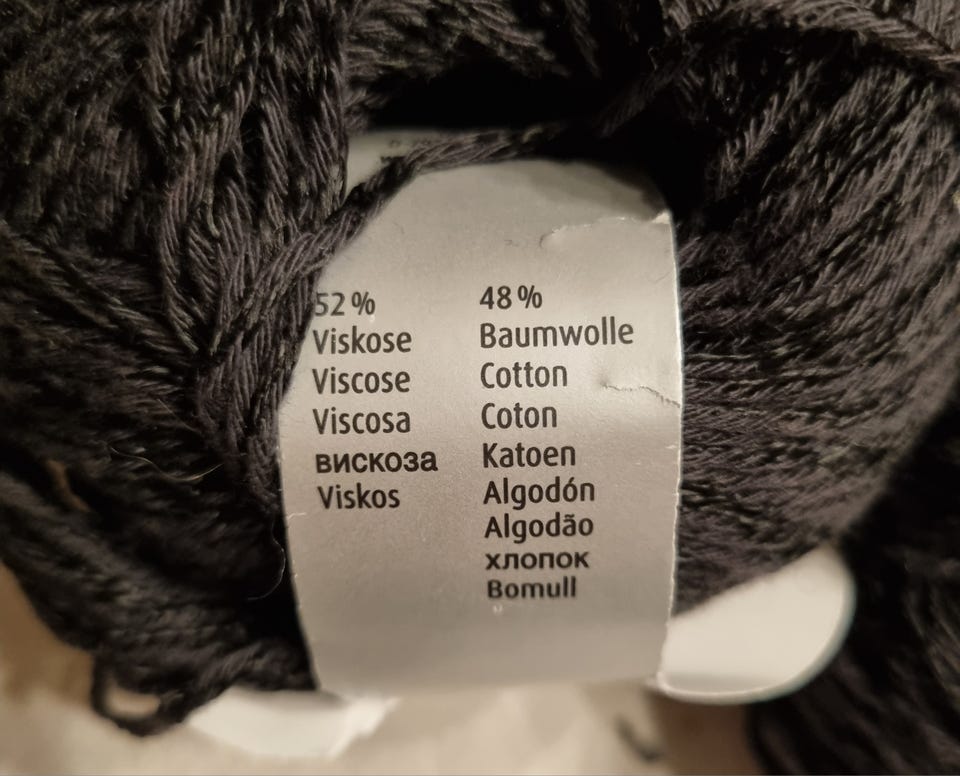 52%
Viskose
Viscose
Viscosa
вискоза
Viskos
48%
Baumwolle
Cotton
Coton
Katoen
Algodón
Algodão
хлопок
Bomull